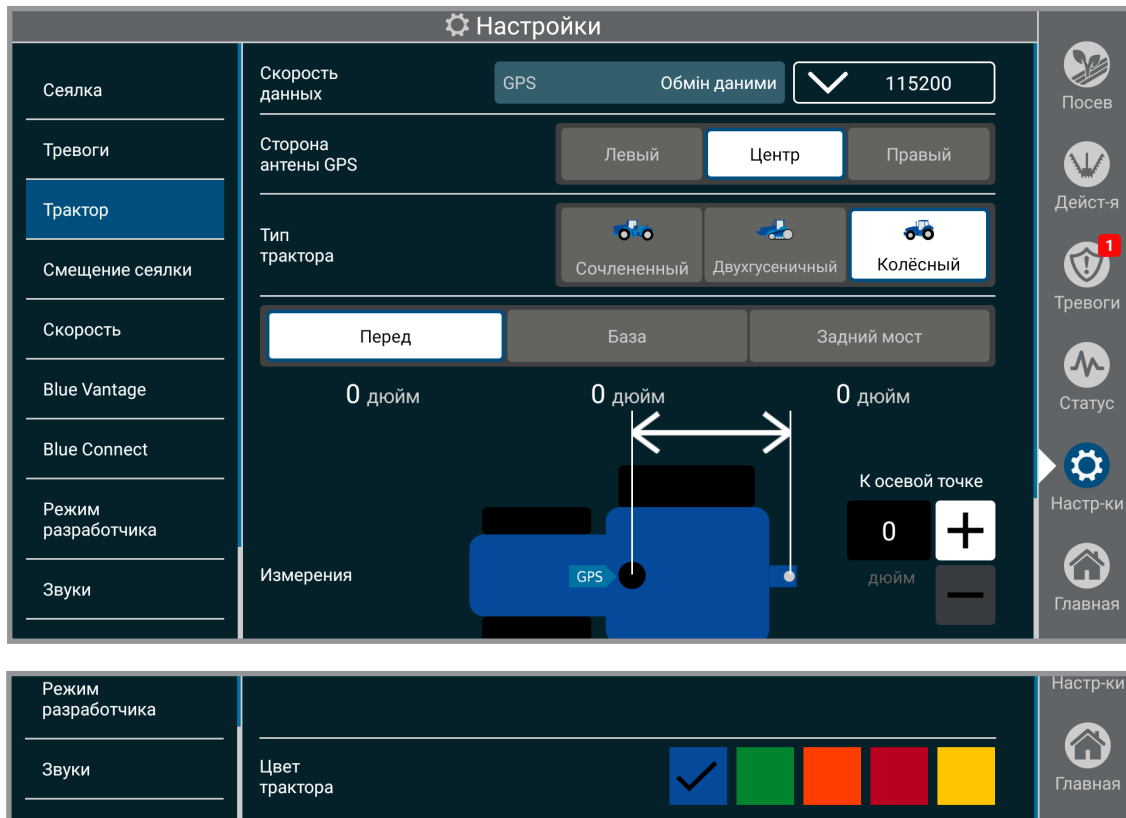 Настройки
Сеялка
Тревоги
Трактор
Смещение сеялки
Скорость
Blue Vantage
Blue Connect
Режим
разработчика
Звуки
Скорость
данных
GPS Обмін даними 115200
Сторона
антены GPS
Левый Центр Правый
Тип
трактора
Сочлененный Двухгусеничный Колёсный
Перед База Задний мост
0 дюйм 0 дюйм 0 дюйм
К осевой точке
0
дюйм
Измерения
GPS
Посев
Дейст-я
1
Тревоги
Статус
Настр-ки
Главная
Режим
разработчика
Звуки
Цвет
трактора
Настр-ки
Главная